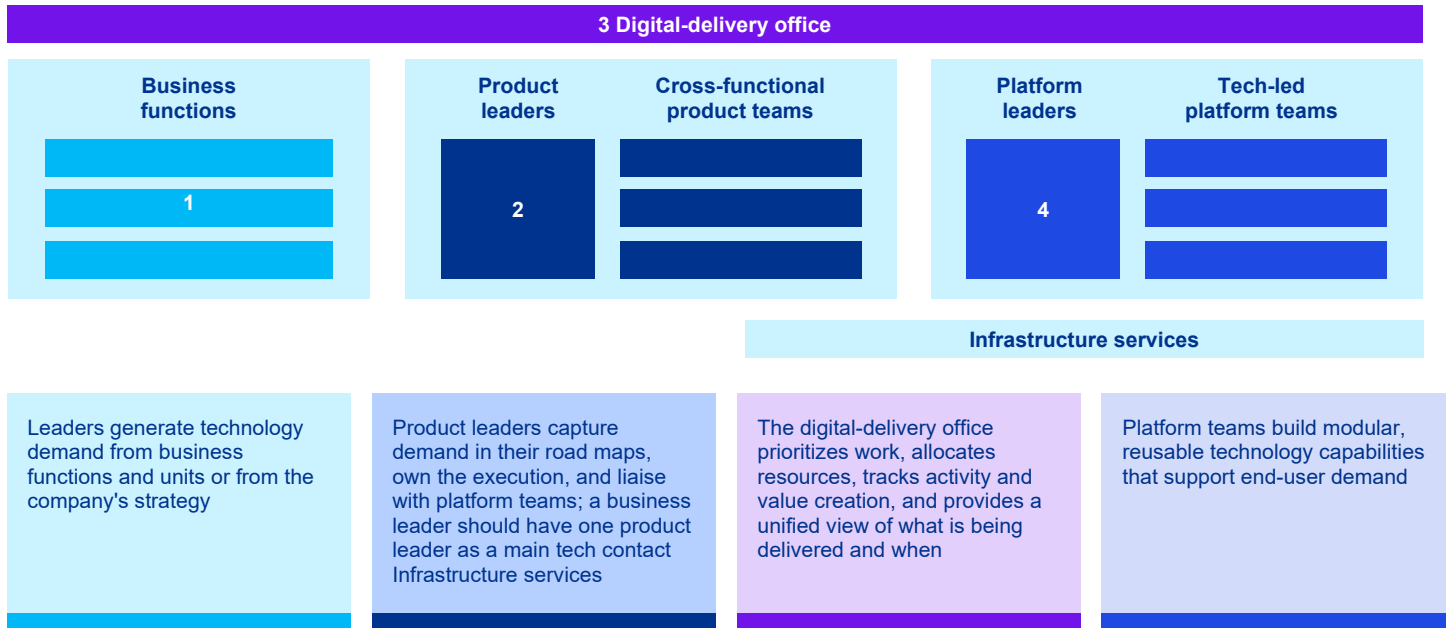 3 Digital-delivery office
Business
functions
1
Product
leaders
2
Cross-functional
product teams
Platform
leaders
4
Tech-led
platform teams
Infrastructure services
Leaders generate technology
demand from business
functions and units or from the
company's strategy
Product leaders capture
demand in their road maps,
own the execution, and liaise
with platform teams; a business
leader should have one product
leader as a main tech contact
Infrastructure services
The digital-delivery office
prioritizes work, allocates
resources, tracks activity and
value creation, and provides a
unified view of what is being
delivered and when
Platform teams build modular,
reusable technology capabilities
that support end-user demand